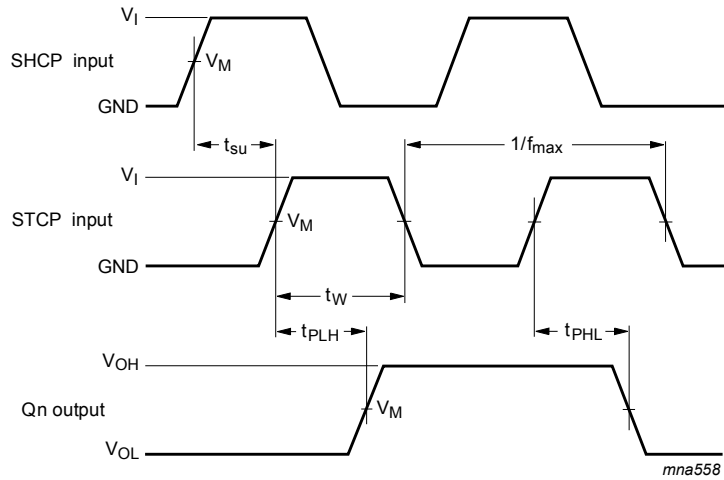 VI
SHCP input
VM
GND
tsu
1/fmax
VI
STCP input
VM
GND
tW
tPLH
tPHL
VOH
Qn output
VM
VOL
mna558